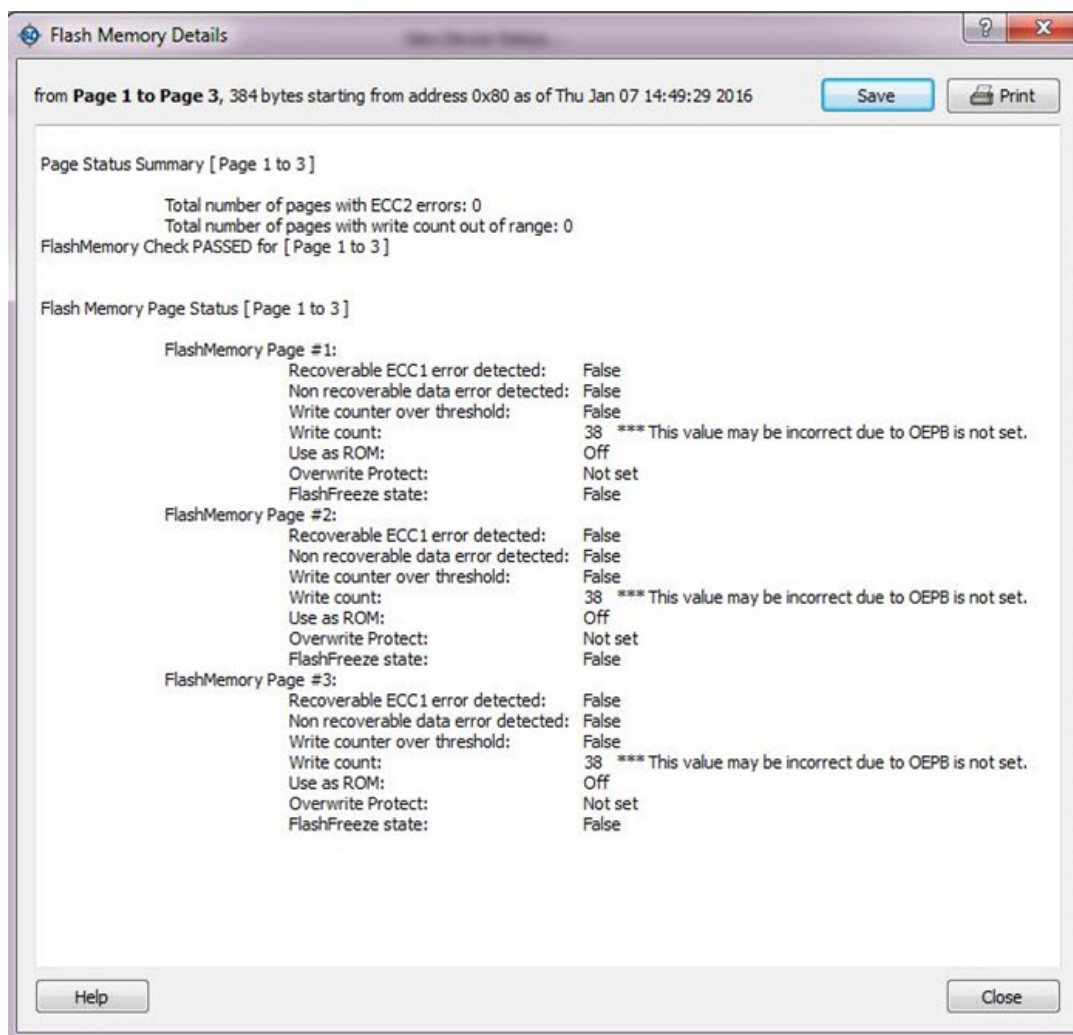 Flash Memory Details
from Page 1 to Page 3, 384 bytes starting from address 0x80 as of Thu Jan 07 14:49:29 2016 Save Print
Page Status Summary [ Page 1 to 3 ]
Total number of pages with ECC2 errors: 0
Total number of pages with write count out of range: 0
FlashMemory Check PASSED for [ Page 1 to 3 ]
Flash Memory Page Status [ Page 1 to 3 ]
FlashMemory Page #1:
Recoverable ECC1 error detected: False
Non recoverable data error detected: False
Write counter over threshold: False
Write count: 38 *** This value may be incorrect due to OEPB is not set.
Use as ROM: Off
Overwrite Protect: Not set
FlashFreeze state: False
FlashMemory Page #2:
Recoverable ECC1 error detected: False
Non recoverable data error detected: False
Write counter over threshold: False
Write count: 38 *** This value may be incorrect due to OEPB is not set.
Use as ROM: Off
Overwrite Protect: Not set
FlashFreeze state: False
FlashMemory Page #3:
Recoverable ECC1 error detected: False
Non recoverable data error detected: False
Write counter over threshold: False
Write count: 38 *** This value may be incorrect due to OEPB is not set.
Use as ROM: Off
Overwrite Protect: Not set
FlashFreeze state: False
Help Close